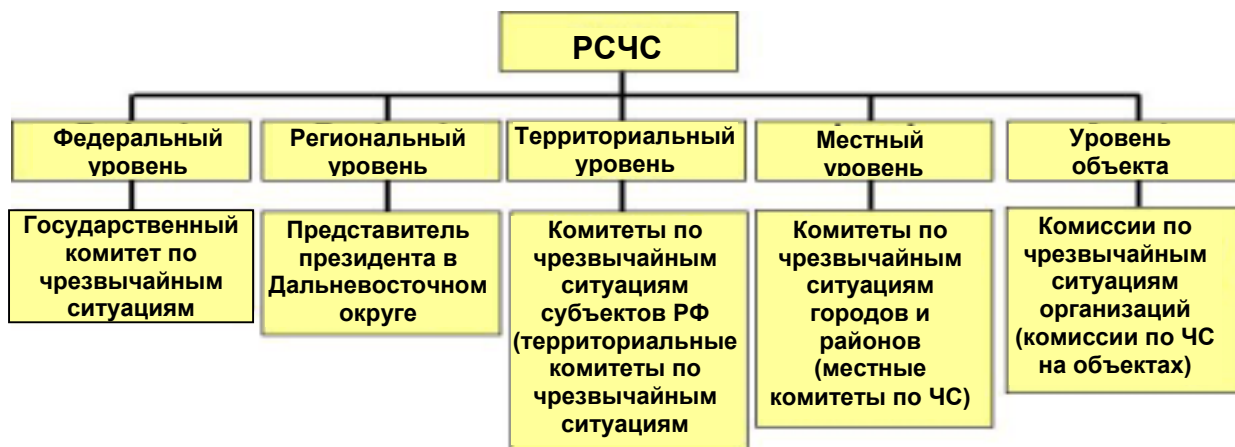 РСЧС
Федеральный
уровень
Региональный
уровень
Территориальный
уровень
Местный
уровень
Уровень
объекта
Государственный
комитет по
чрезвычайным
ситуациям
Представитель
президента в
Дальневосточном
округе
Комитеты по
чрезвычайным
ситуациям
субъектов РФ
(территориальные
комитеты по
чрезвычайным
ситуациям
Комитеты по
чрезвычайным
ситуациям
городов и
районов
(местные
комитеты по ЧС)
Комиссии по
чрезвычайным
ситуациям
организаций
(комиссии по ЧС
на объектах)